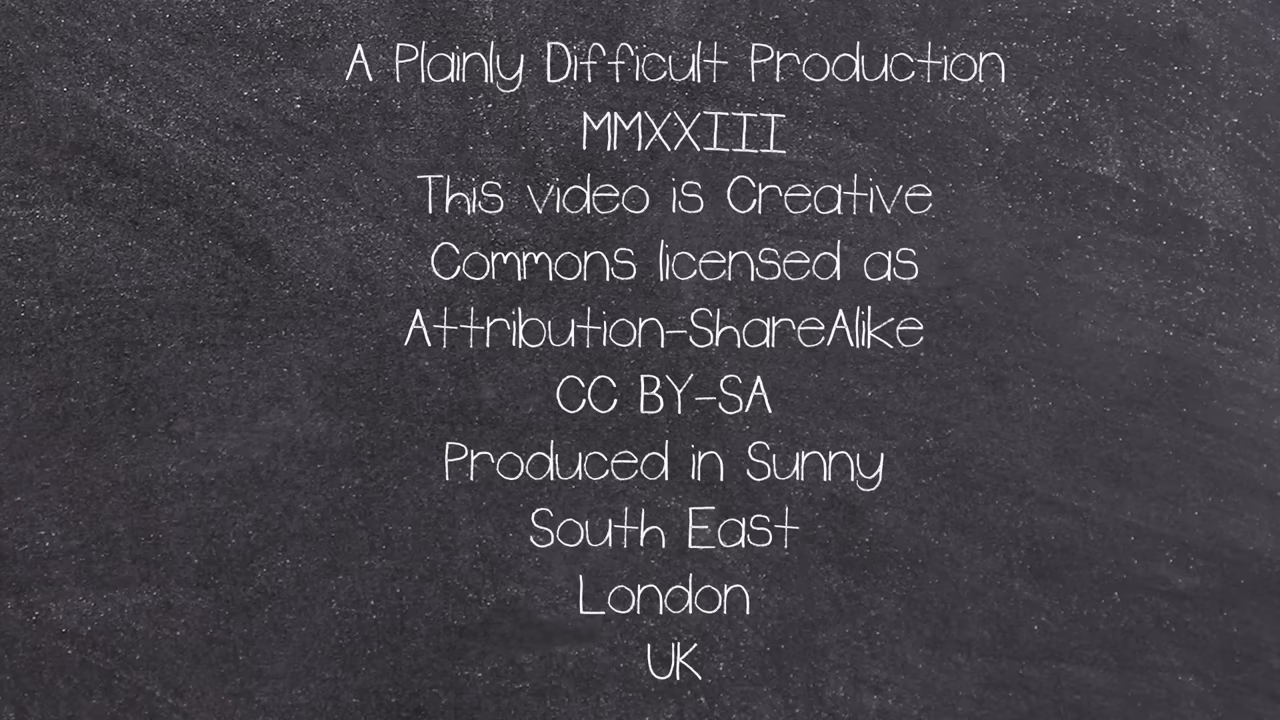 A Plainly Difficult Production
MMXXIII
This video is Creative
Commons licensed as
Attribution-ShareAlike
CC BY-SA
Produced in Sunny
South East
London
UK